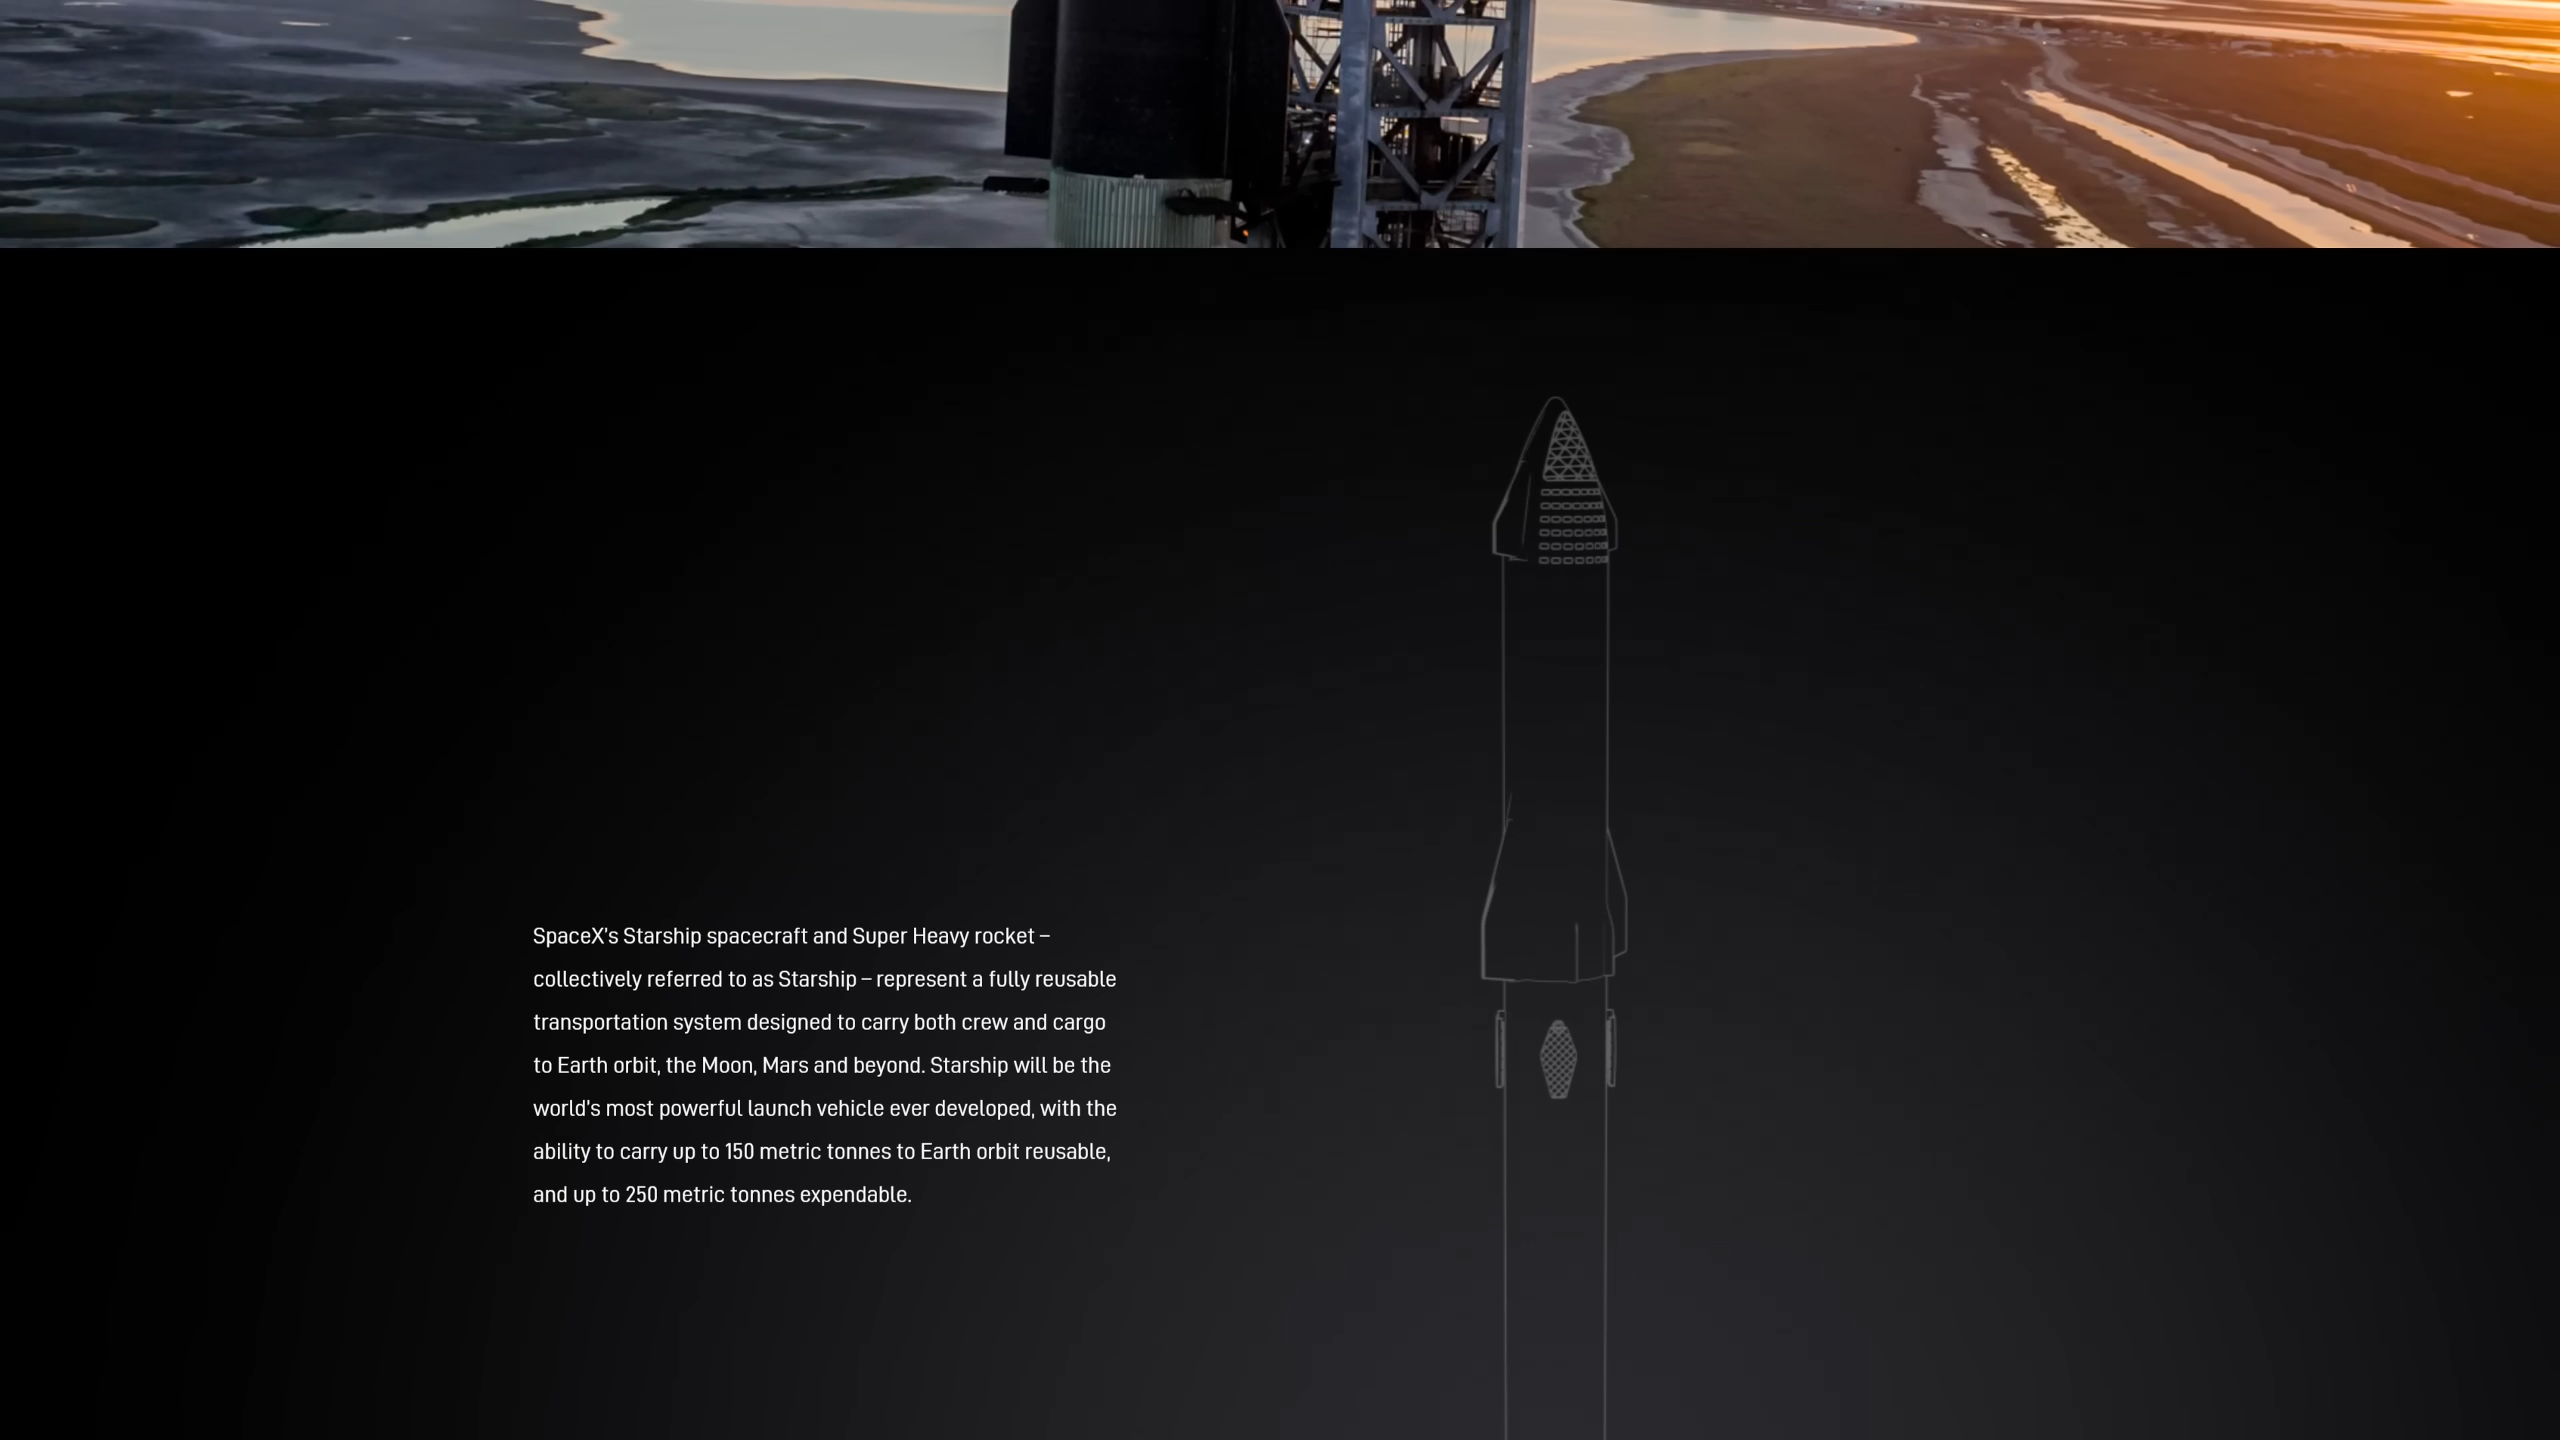 SpaceX's Starship spacecraft and Super Heavy rocket –
collectively referred to as Starship – represent a fully reusable
transportation system designed to carry both crew and cargo
to Earth orbit, the Moon, Mars and beyond. Starship will be the
world's most powerful launch vehicle ever developed, with the
ability to carry up to 150 metric tonnes to Earth orbit reusable,
and up to 250 metric tonnes expendable.